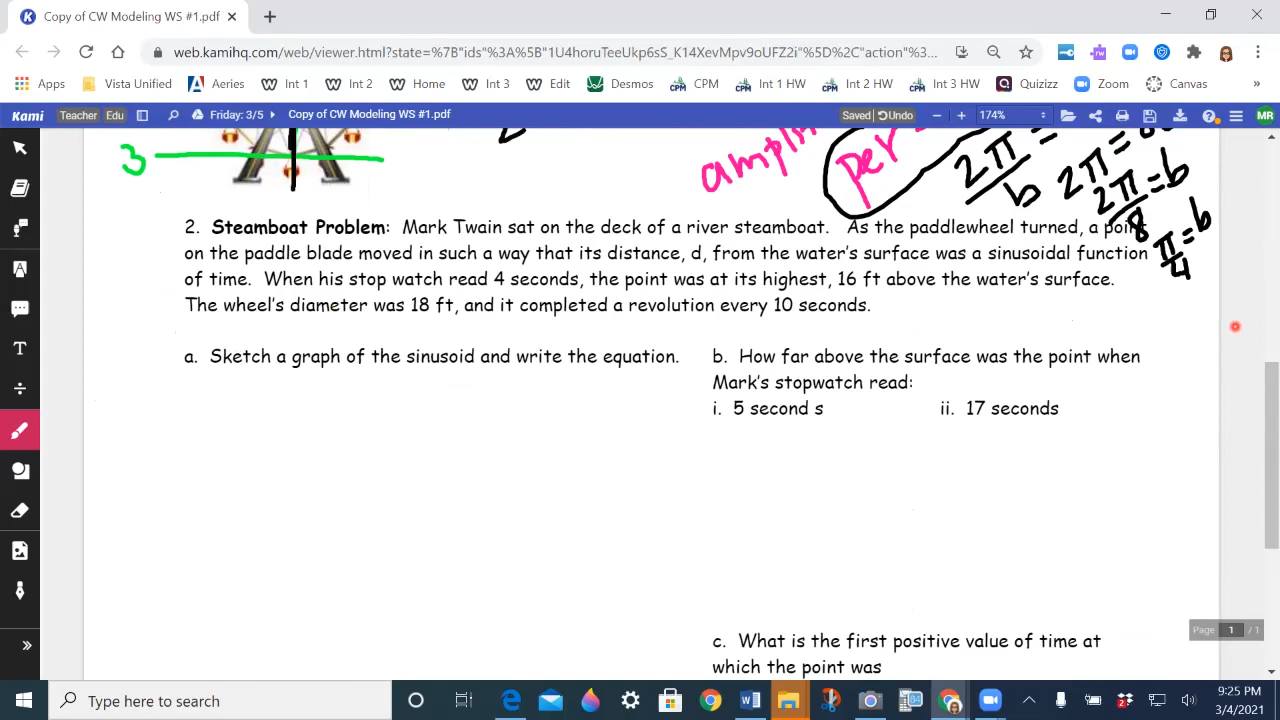 Copy of CW Modeling WS #1.pdf
web.kamihq.com/web/viewer.html?state=%7B"ids"%3A%5B"1U4horuTeeUkp6sS_K14XevMpv9oUFZ2i"%5D%2C"action"%3...
Apps Vista Unified Aeries Int 1 Int 2 Home Int 3 Edit Desmos CPM Int 1 HW Int 2 HW Int 3 HW Quizizz Zoom Canvas »
Kami Teacher Edu Friday: 3/5 Copy of CW Modeling WS #1.pdf Saved Undo 174% MR
3
per
2π
b
2π =
2π = b
8
π = b
4
2. Steamboat Problem: Mark Twain sat on the deck of a river steamboat. As the paddlewheel turned, a point
on the paddle blade moved in such a way that its distance, d, from the water's surface was a sinusoidal function
of time. When his stop watch read 4 seconds, the point was at its highest, 16 ft above the water's surface.
The wheel's diameter was 18 ft, and it completed a revolution every 10 seconds.
a. Sketch a graph of the sinusoid and write the equation.
b. How far above the surface was the point when
Mark's stopwatch read:
i. 5 second s
ii. 17 seconds
c. What is the first positive value of time at
which the point was
Page 1 / 1
Type here to search
9:25 PM
3/4/2021